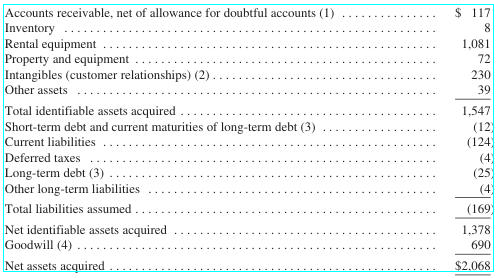 Accounts receivable, net of allowance for doubtful accounts (1) ............... $ 117
Inventory ............... 8
Rental equipment ............... 1,081
Property and equipment ............... 72
Intangibles (customer relationships) (2) ............... 230
Other assets ............... 39
Total identifiable assets acquired ............... 1,547
Short-term debt and current maturities of long-term debt (3) ............... (12)
Current liabilities ............... (124)
Deferred taxes ............... (4)
Long-term debt (3) ............... (25)
Other long-term liabilities ............... (4)
Total liabilities assumed ............... (169)
Net identifiable assets acquired ............... 1,378
Goodwill (4) ............... 690
Net assets acquired ............... $2,068